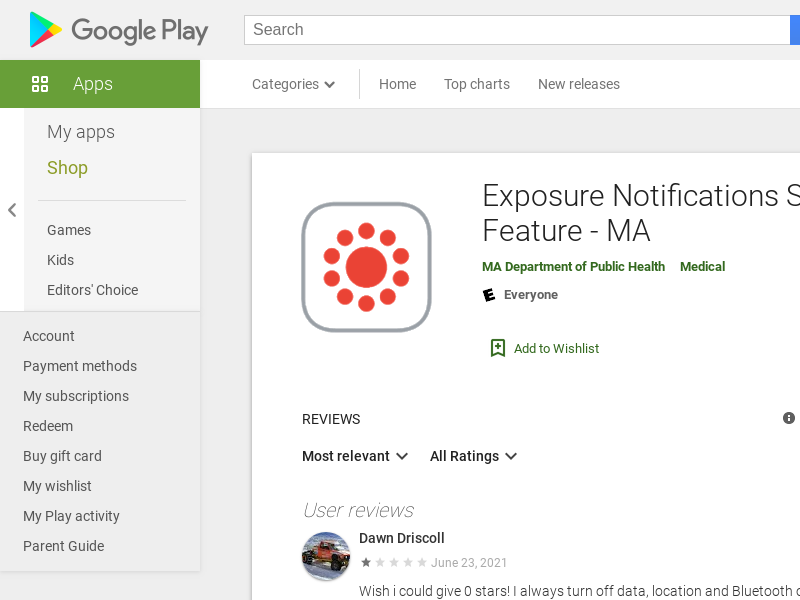 Google Play
Search
Apps
Categories
Home
Top charts
New releases
My apps
Shop
Games
Kids
Editors' Choice
Account
Payment methods
My subscriptions
Redeem
Buy gift card
My wishlist
My Play activity
Parent Guide
Exposure Notifications S
Feature - MA
MA Department of Public Health Medical
E Everyone
Add to Wishlist
REVIEWS
Most relevant All Ratings
User reviews
Dawn Driscoll
June 23, 2021
Wish i could give 0 stars! I always turn off data, location and Bluetooth